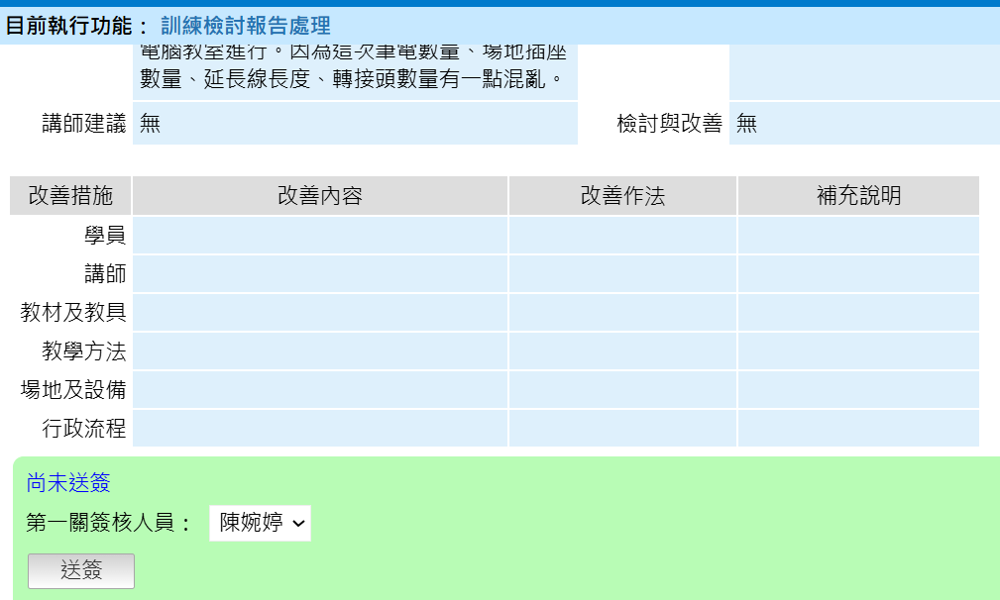 目前執行功能： 訓練檢討報告處理
電腦教室進行。因為這次筆電數量、場地插座
數量、延長線長度、轉接頭數量有一點混亂。
講師建議 無 檢討與改善 無
改善措施 改善內容 改善作法 補充說明
學員
講師
教材及教具
教學方法
場地及設備
行政流程
尚未送簽
第一關簽核人員： 陳婉婷
送簽